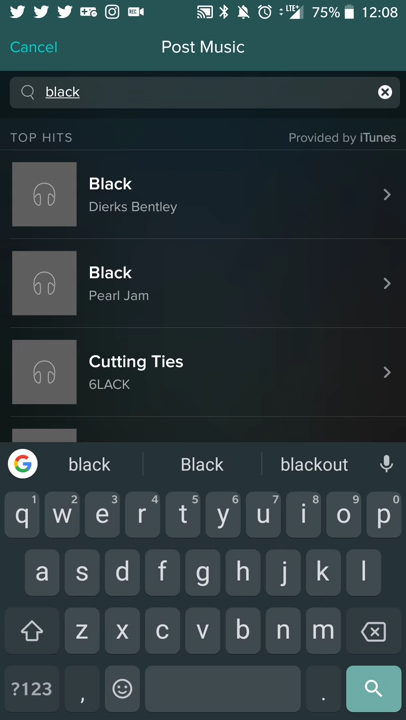 LTE 75% 12:08
Cancel Post Music
black
TOP HITS Provided by iTunes
Black
Dierks Bentley
Black
Pearl Jam
Cutting Ties
6LACK
G black Black blackout
1 2 3 4 5 6 7 8 9 0
q w e r t y u i o p
a s d f g h j k l
z x c v b n m
?123 , .